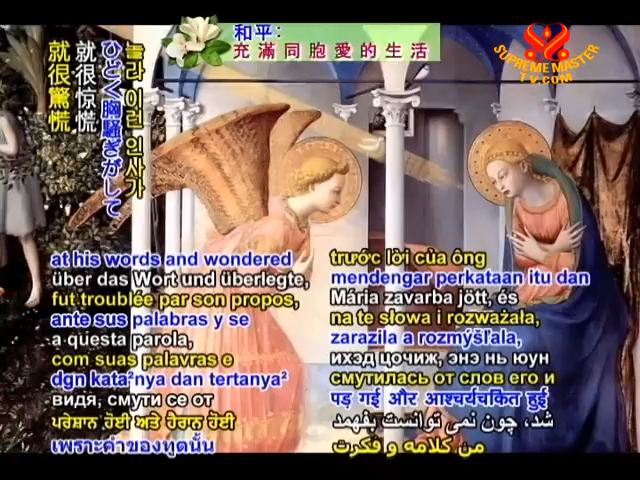 和平：
充滿同胞愛的生活
SUPREME MASTER
TV.COM
놀라 이런 인사가
ひどく胸騒ぎがして
就很惊慌
就很驚慌
at his words and wondered
über das Wort und überlegte,
fut troublée par son propos,
ante sus palabras y se
a questa parola,
com suas palavras e
dgn kata²nya dan tertanya²
видя, смути се от
ਪਰੇਸ਼ਾਨ ਹੋਈ ਅਤੇ ਹੈਰਾਨ ਹੋਈ
เพราะคำของทูตนั้น
trước lời của ông
mendengar perkataan itu dan
Mária zavarba jött, és
na te słowa i rozważała,
zarazila a rozmýšľala,
ихэд цочиж, энэ нь юун
смутилась от слов его и
पड़ गई और आश्चर्यचकित हुई
شد، چون نمی توانست بفهمد
من كلامه و فكرت